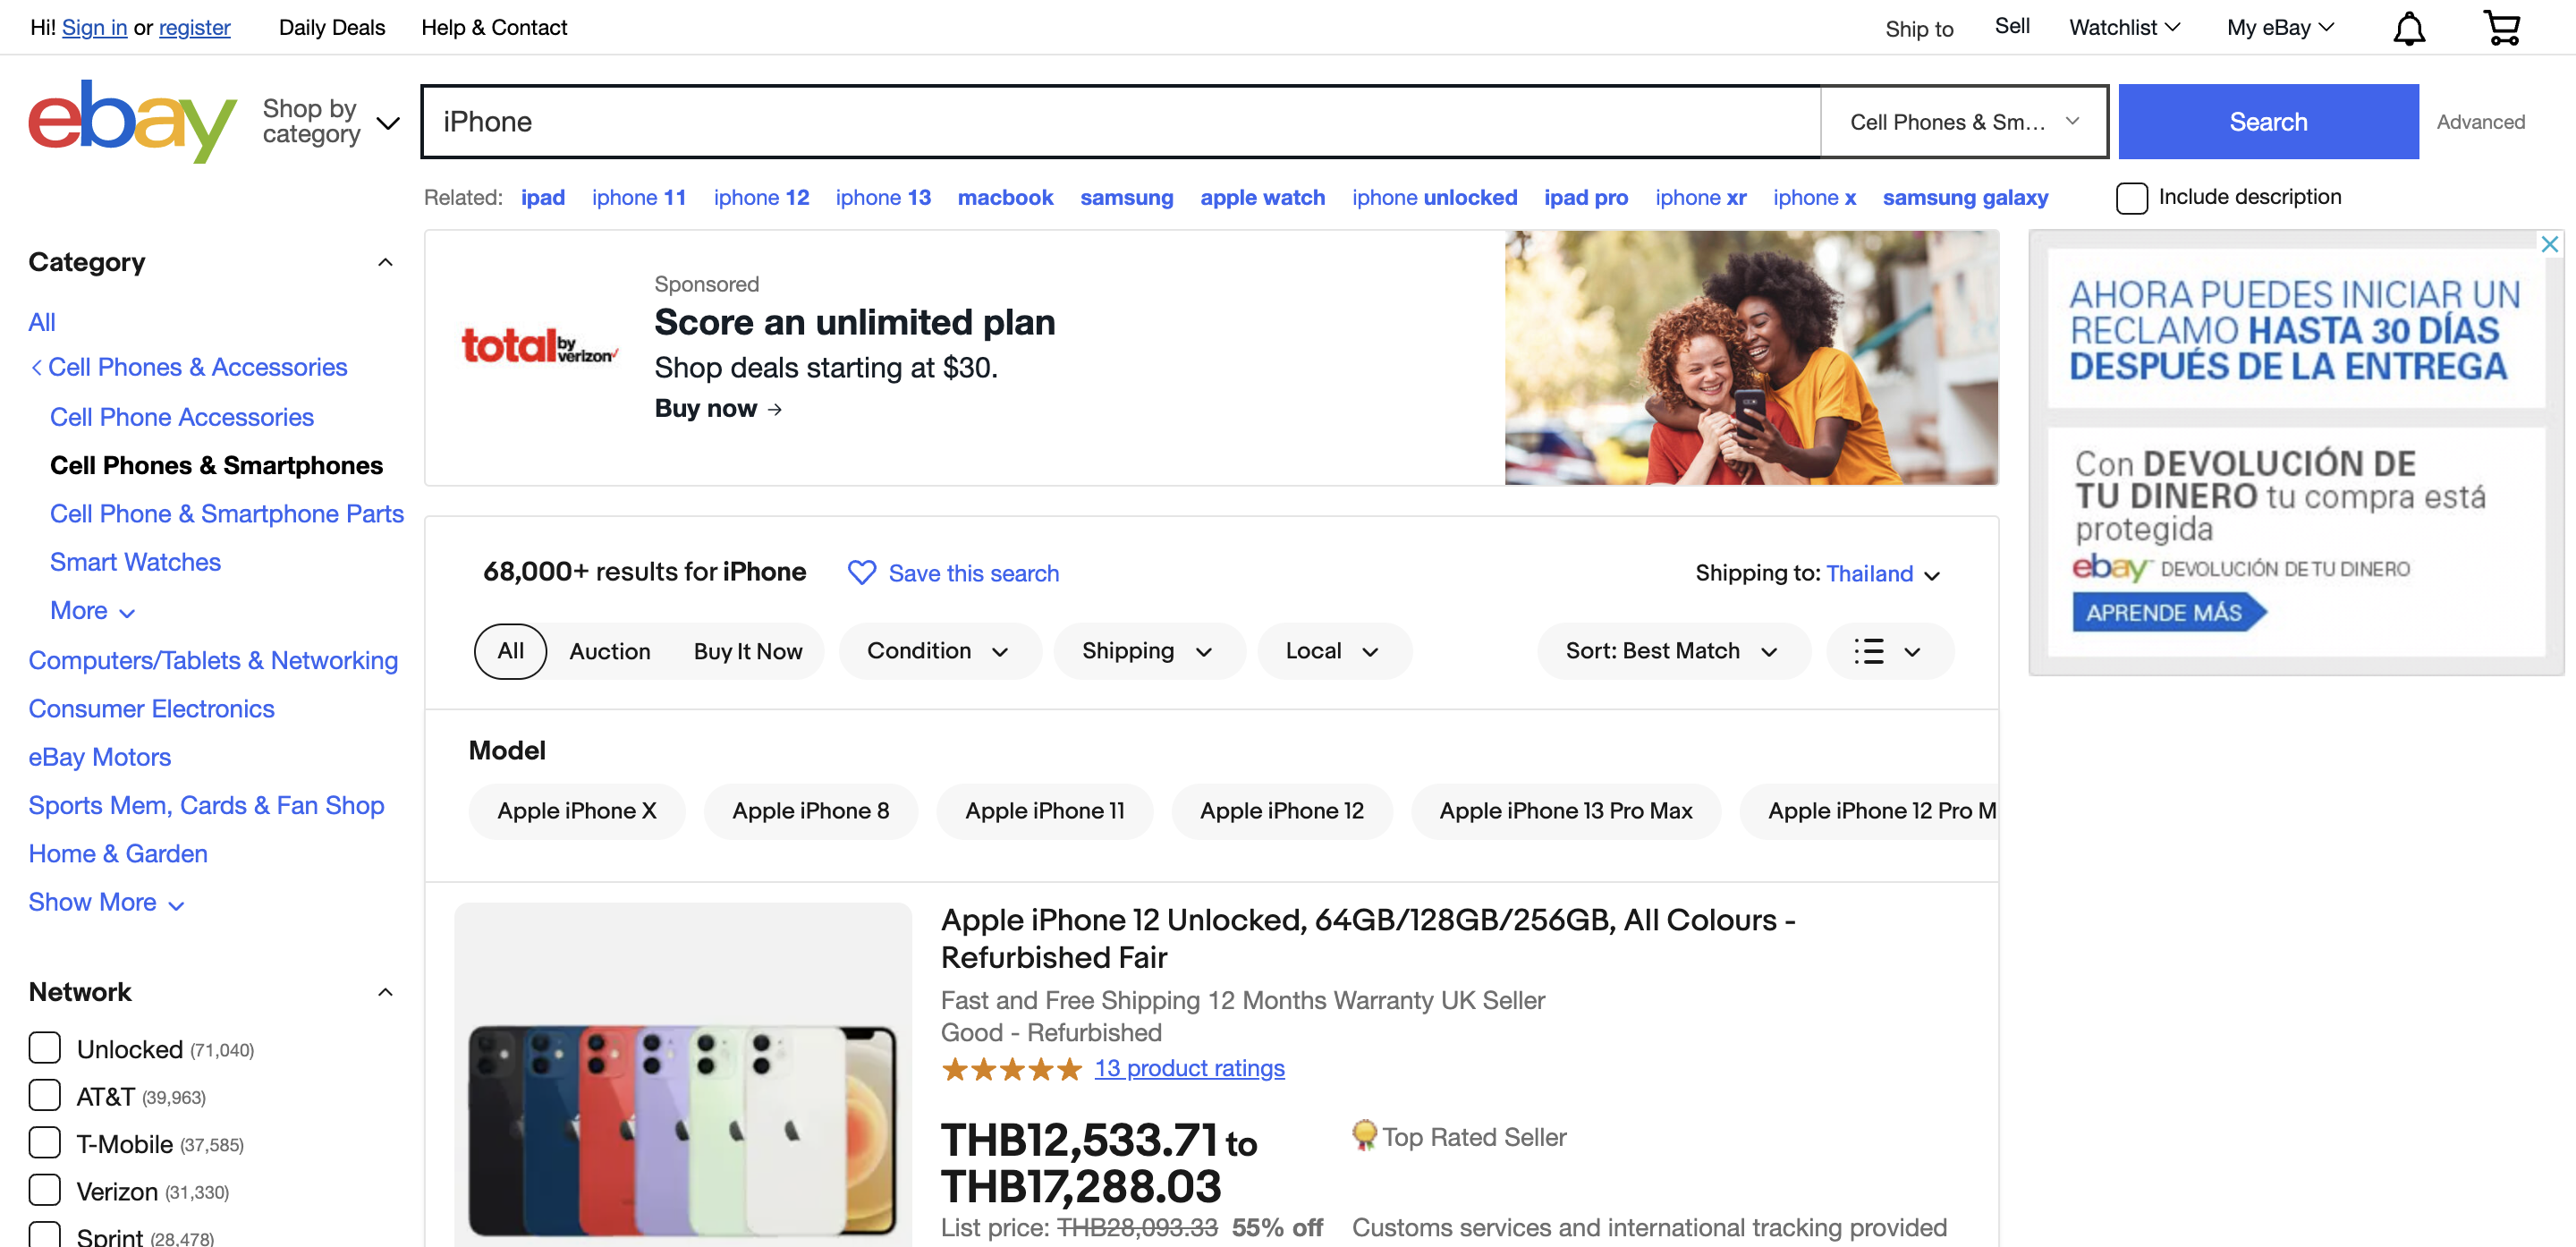 Hi! Sign in or register Daily Deals Help & Contact Ship to Sell Watchlist My eBay
ebay Shop by category iPhone Cell Phones & Sm... Search Advanced
Related: ipad iphone 11 iphone 12 iphone 13 macbook samsung apple watch iphone unlocked ipad pro iphone xr iphone x samsung galaxy Include description
Category
All
Cell Phones & Accessories
Cell Phone Accessories
Cell Phones & Smartphones
Cell Phone & Smartphone Parts
Smart Watches
More
Computers/Tablets & Networking
Consumer Electronics
eBay Motors
Sports Mem, Cards & Fan Shop
Home & Garden
Show More
Network
Unlocked (71,040)
AT&T (39,963)
T-Mobile (37,585)
Verizon (31,330)
Sprint (28,478)
total by verizon
Sponsored
Score an unlimited plan
Shop deals starting at $30.
Buy now →
68,000+ results for iPhone Save this search Shipping to: Thailand
All Auction Buy It Now Condition Shipping Local Sort: Best Match
Model
Apple iPhone X Apple iPhone 8 Apple iPhone 11 Apple iPhone 12 Apple iPhone 13 Pro Max Apple iPhone 12 Pro M
Apple iPhone 12 Unlocked, 64GB/128GB/256GB, All Colours -
Refurbished Fair
Fast and Free Shipping 12 Months Warranty UK Seller
Good - Refurbished
13 product ratings
THB12,533.71 to
THB17,288.03
Top Rated Seller
List price: THB28,093.33 55% off
Customs services and international tracking provided
AHORA PUEDES INICIAR UN
RECLAMO HASTA 30 DÍAS
DESPUÉS DE LA ENTREGA
Con DEVOLUCIÓN DE
TU DINERO tu compra está
protegida
ebay DEVOLUCIÓN DE TU DINERO
APRENDE MÁS